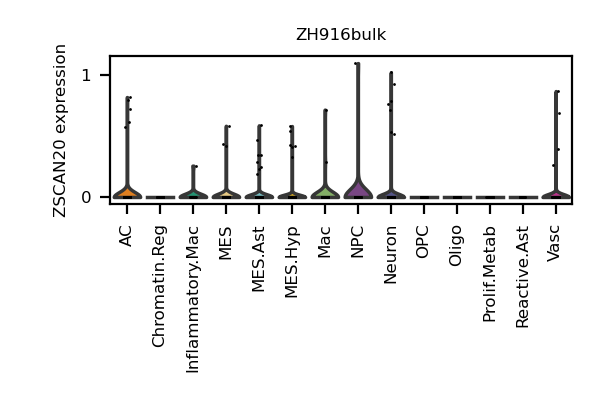 ZH916bulk
ZSCAN20 expression
1
0
AC
Chromatin.Reg
Inflammatory.Mac
MES
MES.Ast
MES.Hyp
Mac
NPC
Neuron
OPC
Oligo
Prolif.Metab
Reactive.Ast
Vasc